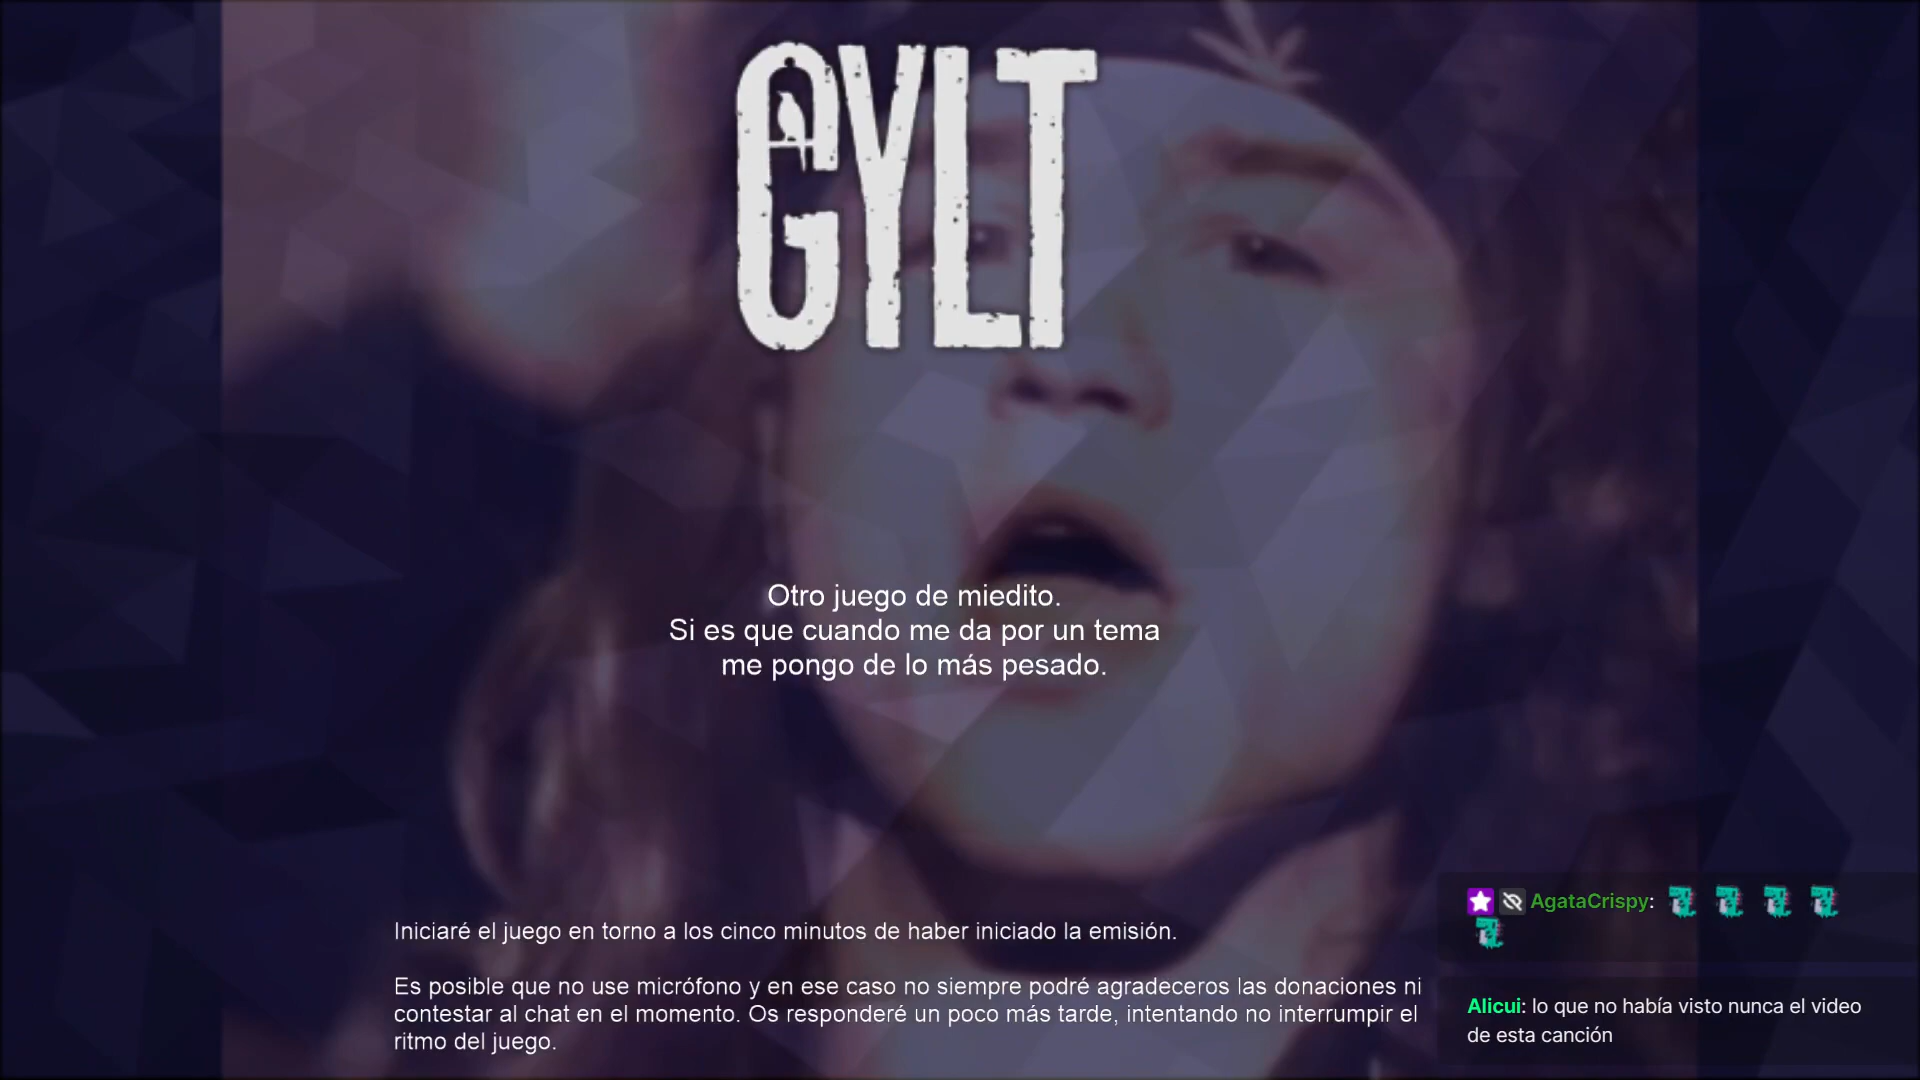 GYLT
Otro juego de miedito.
Si es que cuando me da por un tema
me pongo de lo más pesado.
Iniciaré el juego en torno a los cinco minutos de haber iniciado la emisión.
Es posible que no use micrófono y en ese caso no siempre podré agradeceros las donaciones ni
contestar al chat en el momento. Os responderé un poco más tarde, intentando no interrumpir el
ritmo del juego.
AgataCrispy:
Alicui: lo que no había visto nunca el video
de esta canción